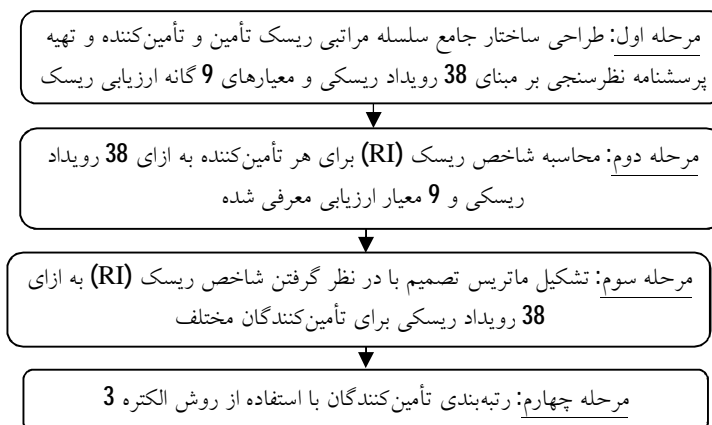 مرحله اول: طراحی ساختار جامع سلسله مراتبی ریسک تأمین و تأمین‌کننده و تهیه
پرسشنامه نظرسنجی بر مبنای 38 رویداد ریسکی و معیارهای 9 گانه ارزیابی ریسک
مرحله دوم: محاسبه شاخص ریسک (RI) برای هر تأمین‌کننده به ازای 38 رویداد
ریسکی و 9 معیار ارزیابی معرفی شده
مرحله سوم: تشکیل ماتریس تصمیم با در نظر گرفتن شاخص ریسک (RI) به ازای
38 رویداد ریسکی برای تأمین‌کنندگان مختلف
مرحله چهارم: رتبه‌بندی تأمین‌کنندگان با استفاده از روش الکتره 3